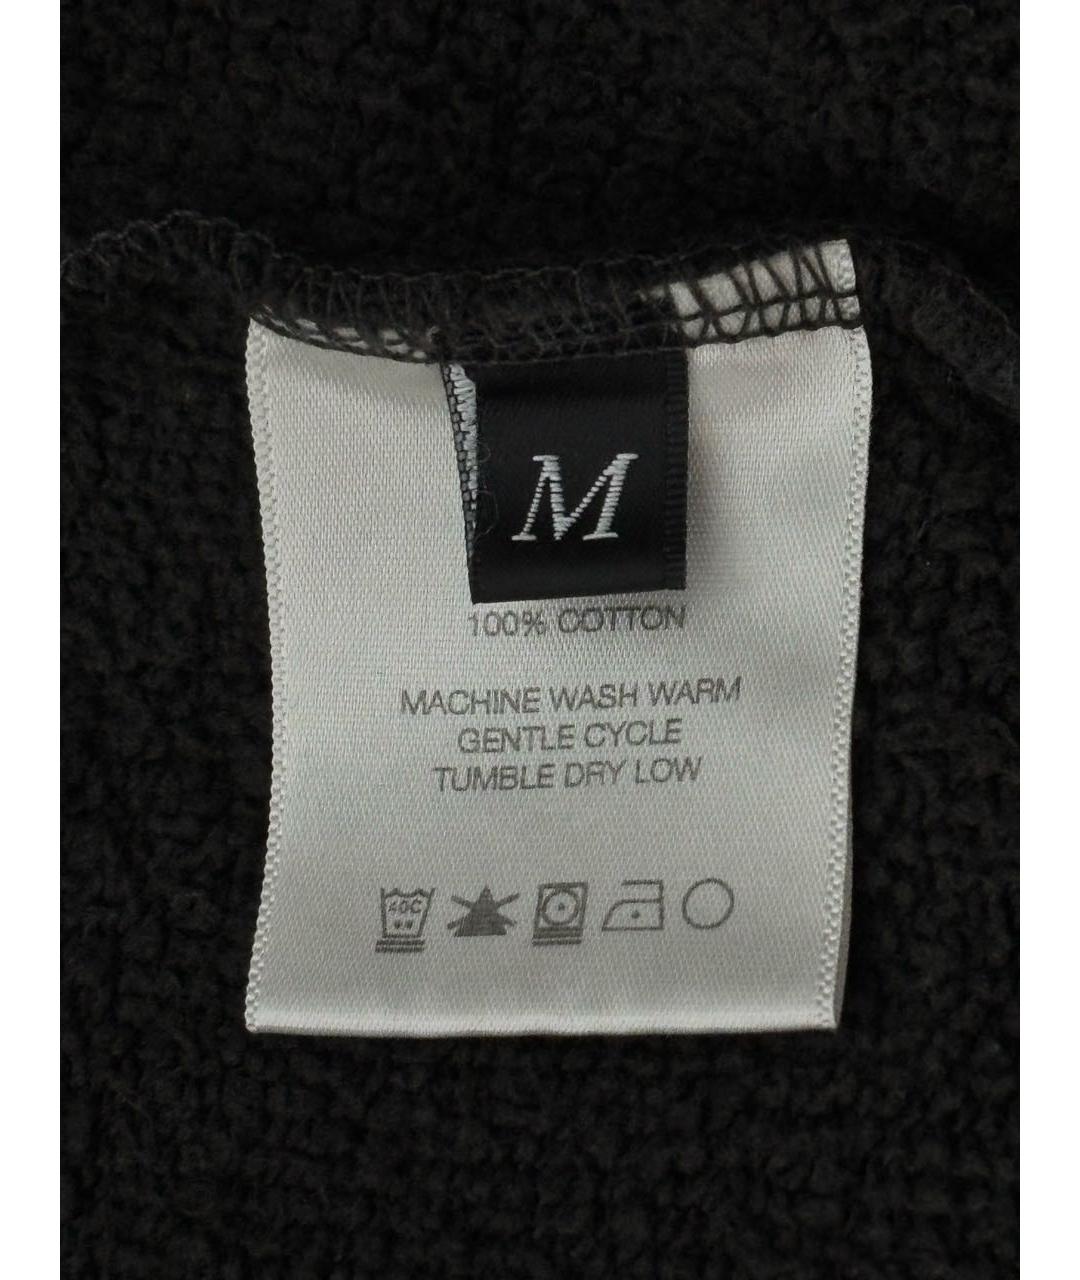 M
100% COTTON
MACHINE WASH WARM
GENTLE CYCLE
TUMBLE DRY LOW
40C